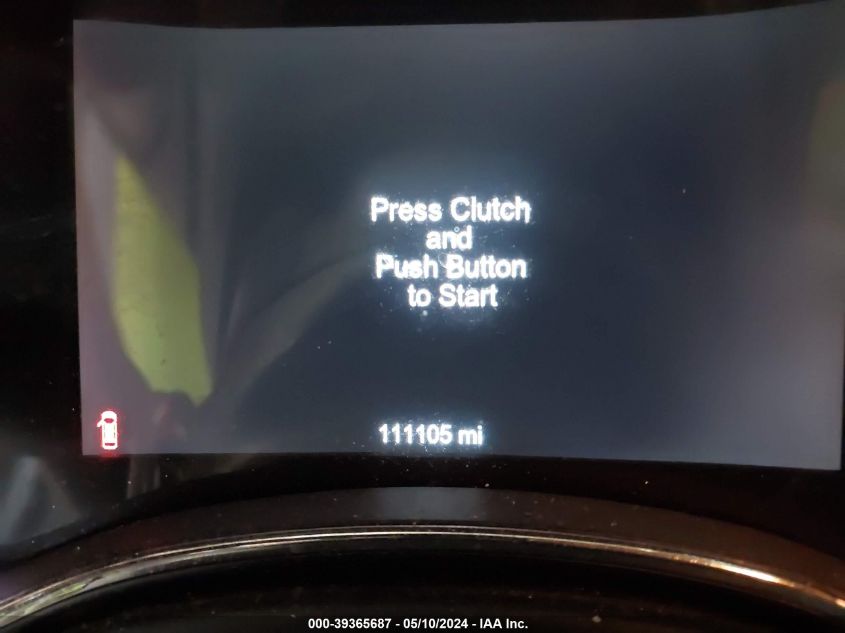 Press Clutch
and
Push Button
to Start
111105 mi
000-39365687 - 05/10/2024 - IAA Inc.